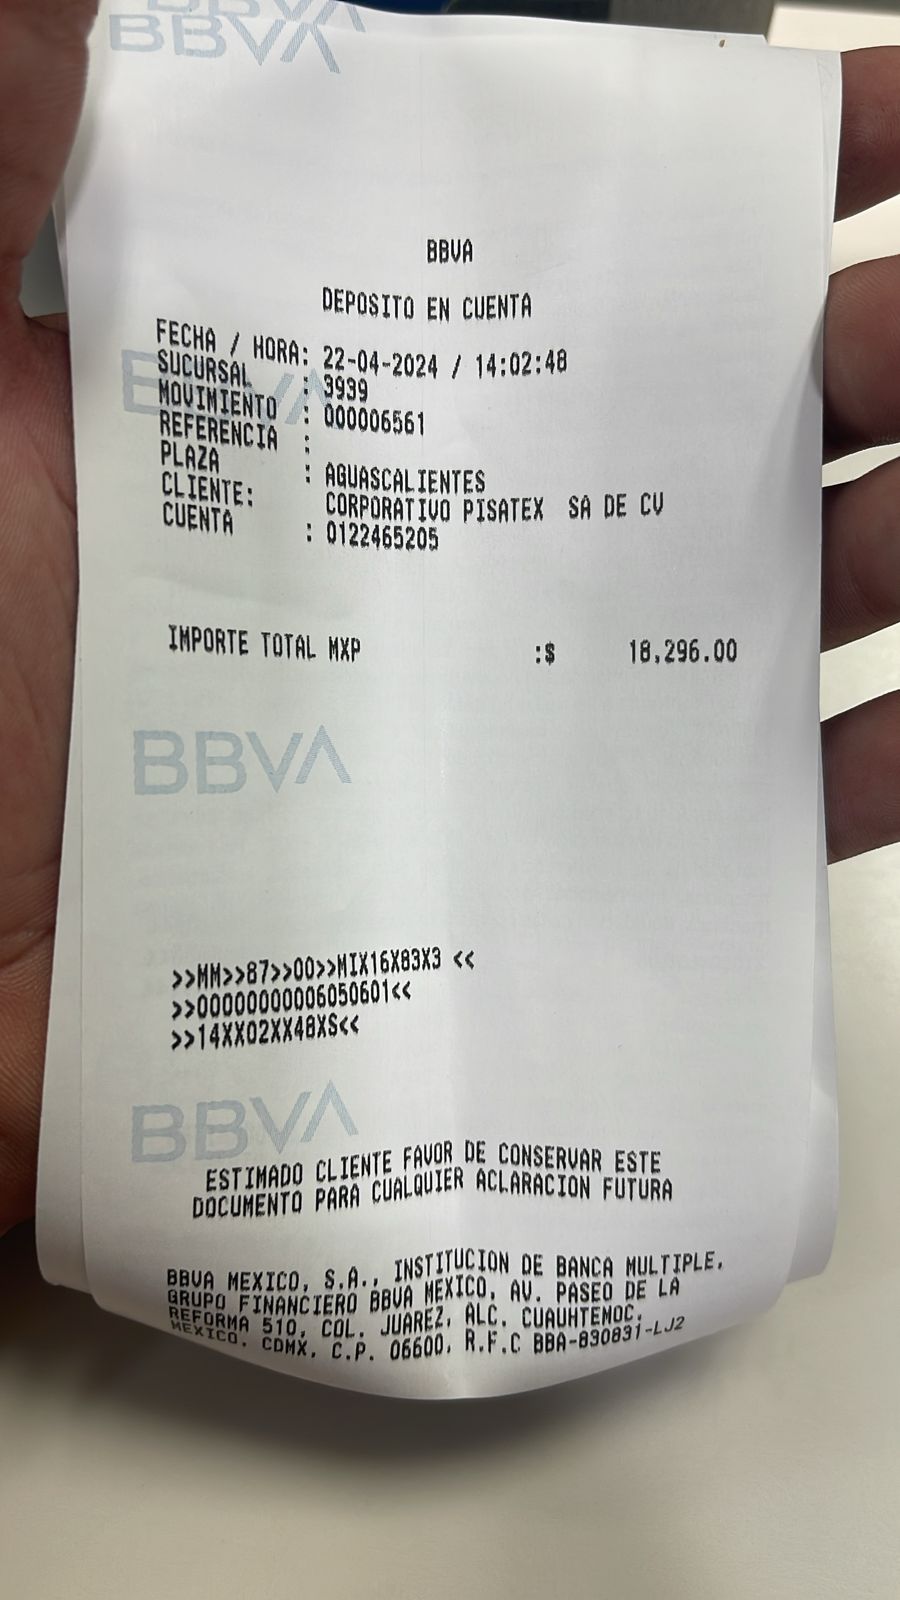 BBVA
BBVA
BBVA
DEPOSITO EN CUENTA
FECHA / HORA: 22-04-2024 / 14:02:48
SUCURSAL : 3939
MOVIMIENTO : 000006561
REFERENCIA :
PLAZA : AGUASCALIENTES
CLIENTE: CORPORATIVO PISATEX SA DE CV
CUENTA : 0122465205
BBVA
IMPORTE TOTAL MXP :$ 18,296.00
BBVA
>>MM>>87>>00>>MIX16X83X3 <<
>>00000000006050601<<
>>14XX02XX48XS<<
BBVA
ESTIMADO CLIENTE FAVOR DE CONSERVAR ESTE
DOCUMENTO PARA CUALQUIER ACLARACION FUTURA
BBVA MEXICO, S.A., INSTITUCION DE BANCA MULTIPLE,
GRUPO FINANCIERO BBVA MEXICO, AV. PASEO DE LA
REFORMA 510, COL. JUAREZ, ALC. CUAUHTEMOC,
MEXICO, CDMX, C.P. 06600, R.F.C BBA-830831-LJ2